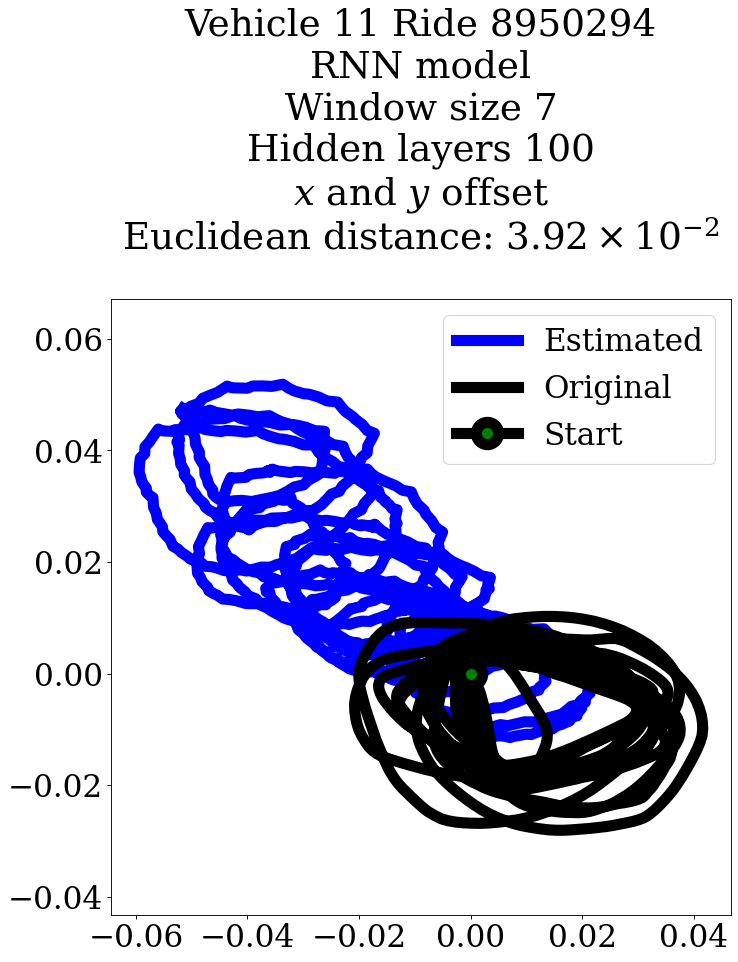 Vehicle 11 Ride 8950294
RNN model
Window size 7
Hidden layers 100
x and y offset
Euclidean distance: 3.92 × 10⁻²
Estimated
Original
Start
0.06
0.04
0.02
0.00
−0.02
−0.04
−0.06 −0.04 −0.02 0.00 0.02 0.04